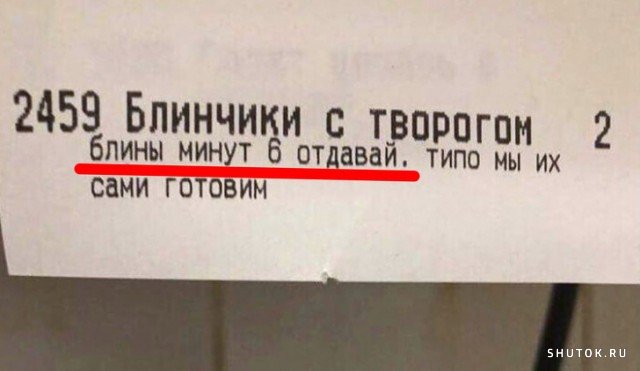 2459 Блинчики с творогом 2
блины минут 6 отдавай. типо мы их
сами готовим
SHUTOK.RU